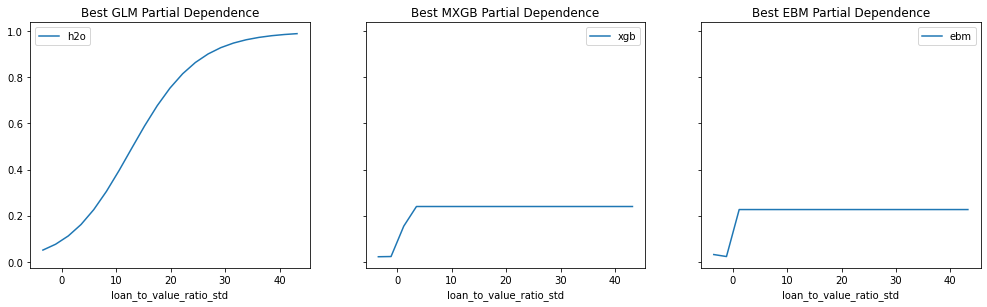 Best GLM Partial Dependence
h2o
1.0
0.8
0.6
0.4
0.2
0.0
0 10 20 30 40
loan_to_value_ratio_std
Best MXGB Partial Dependence
xgb
0 10 20 30 40
loan_to_value_ratio_std
Best EBM Partial Dependence
ebm
0 10 20 30 40
loan_to_value_ratio_std